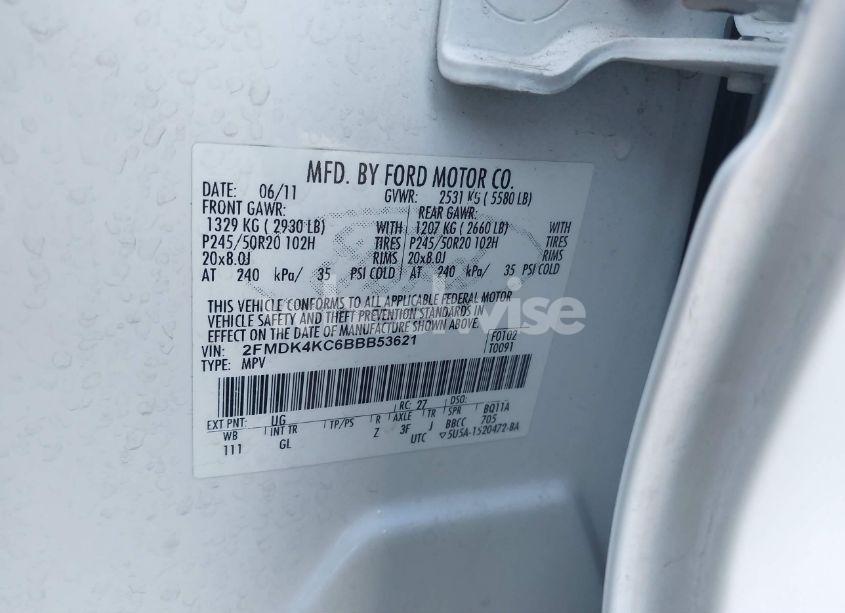 MFD. BY FORD MOTOR CO.
DATE: 06/11 GVWR: 2531 KG ( 5580 LB)
FRONT GAWR: REAR GAWR:
1329 KG ( 2930 LB) WITH 1207 KG ( 2660 LB) WITH
P245/50R20 102H TIRES P245/50R20 102H TIRES
20x8.0J RIMS 20x8.0J RIMS
AT 240 kPa/ 35 PSI COLD AT 240 kPa/ 35 PSI COLD
THIS VEHICLE CONFORMS TO ALL APPLICABLE FEDERAL MOTOR
VEHICLE SAFETY AND THEFT PREVENTION STANDARDS IN
EFFECT ON THE DATE OF MANUFACTURE SHOWN ABOVE.
VIN: 2FMDK4KC6BBB53621 F0T02
TYPE: MPV T0091
EXT PNT: UG RC: 27 DSO:
WB INT TR TP/PS R AXLE TR SPR BQ11A
111 GL Z 3F J BBCC 705
UTC ▽5U5A-1520472-BA
wise